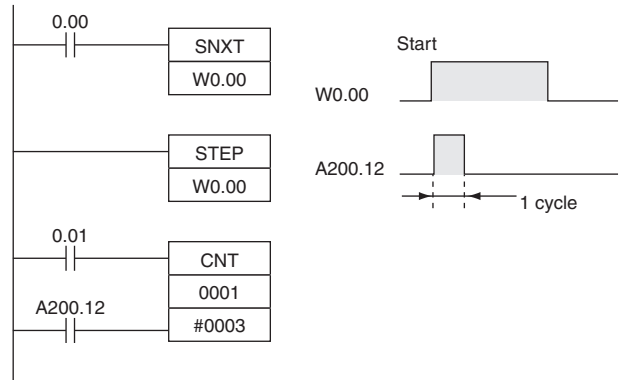 0.00
SNXT
W0.00
STEP
W0.00
0.01
CNT
0001
A200.12
#0003
Start
W0.00
A200.12
1 cycle